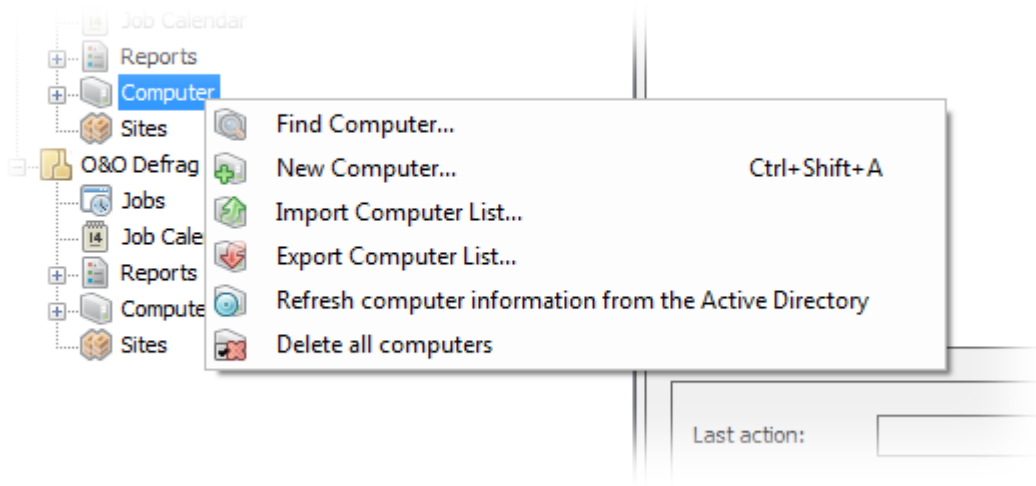 Job Calendar
Reports
Computer
Sites
Find Computer...
O&O Defrag
New Computer... Ctrl+Shift+A
Jobs
Import Computer List...
14 Job Cale
Export Computer List...
Reports
Refresh computer information from the Active Directory
Compute
Sites
Delete all computers
Last action: